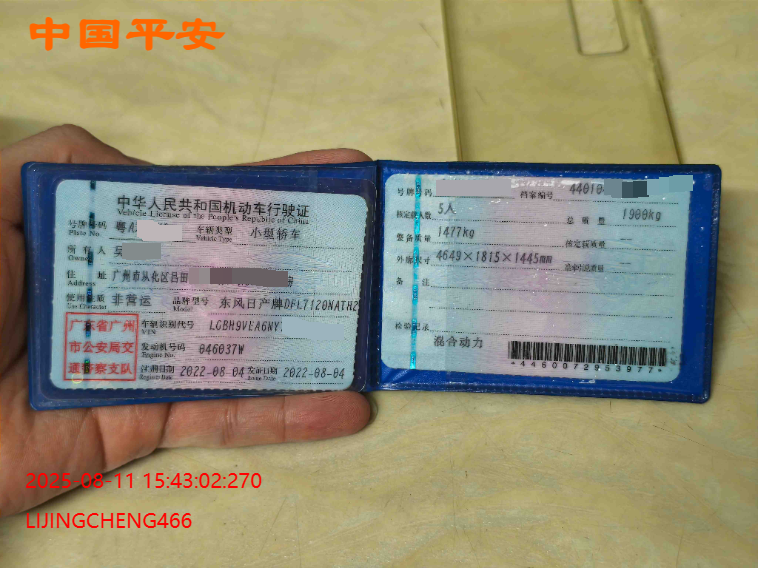 中国平安
中华人民共和国机动车行驶证
Vehicle License of the People's Republic of China
号牌号码 粤 车辆类型 小型轿车
Plate No. Vehicle Type
所有人 吴
Owner
住址 广州市从化区吕田
Address
使用性质 非营运 品牌型号 东风日产牌DFL7120NATH2
Use Character Model
广东省广州
市公安局交
通警察支队
车辆识别代号 LGBH9VEA6NY
VIN
发动机号码 046037W
Engine No.
注册日期 2022-08-04 发证日期 2022-08-04
Register Date Issue Date
号牌号码 档案编号 44010
核定载人数 5人 总质量 1900kg
整备质量 1477kg 核定载质量 —
外廓尺寸 4649×1815×1445mm 准牵引总质量 —
备注
检验记录
混合动力
*4450072953977*
2025-08-11 15:43:02:270
LIJINGCHENG466